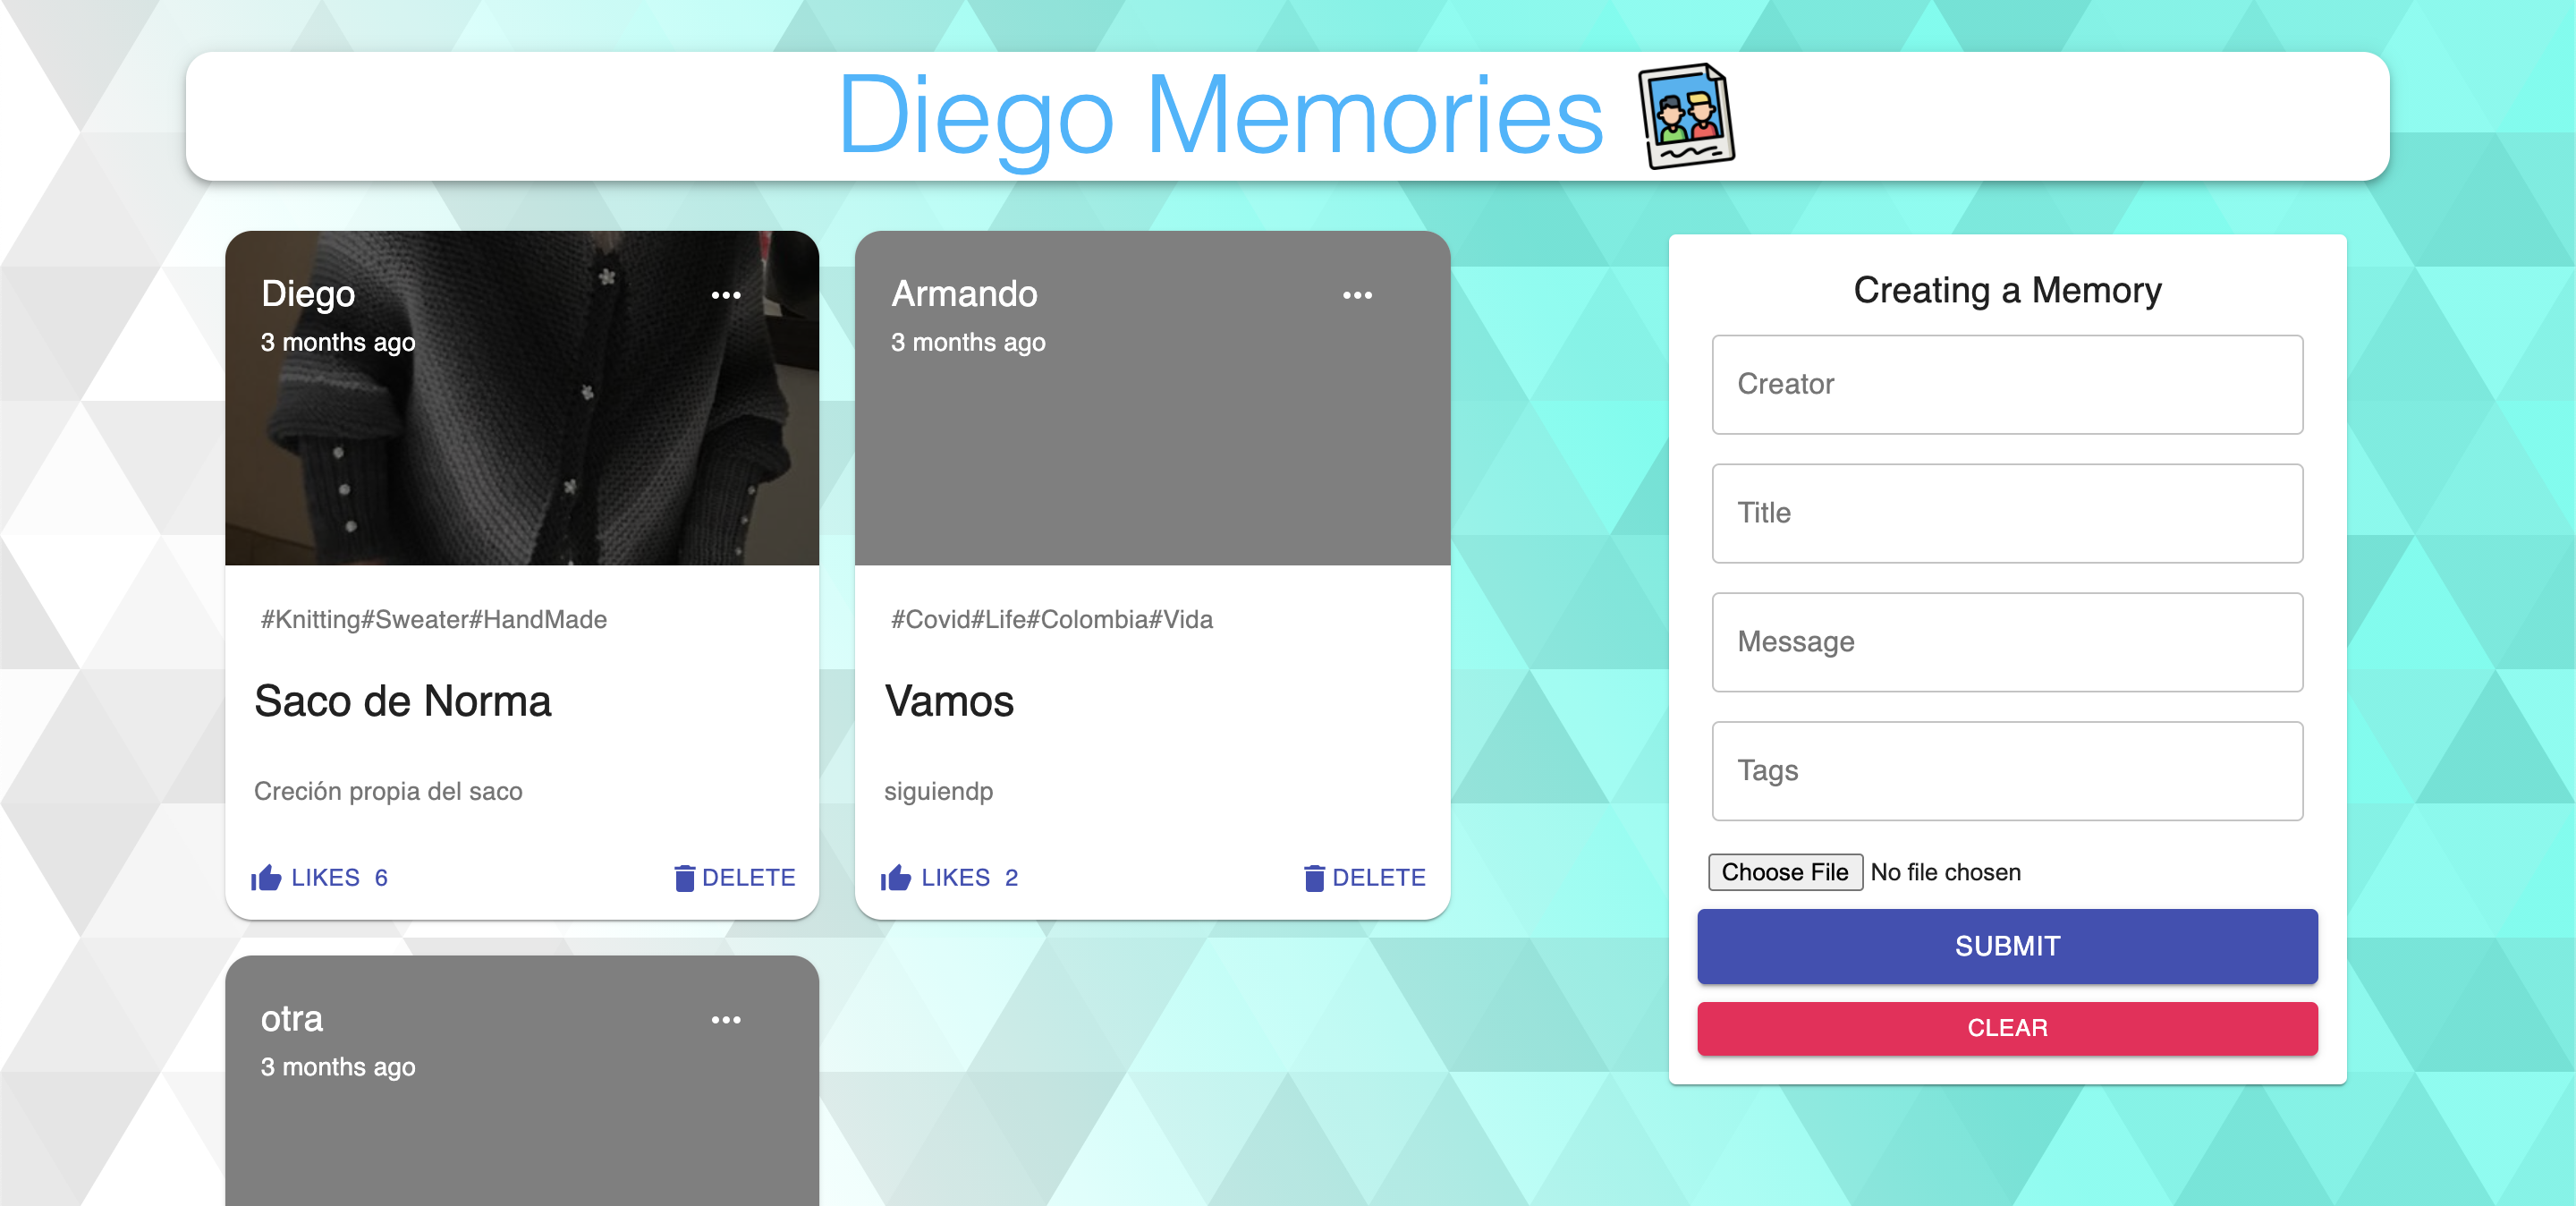 Diego Memories
Diego
3 months ago
#Knitting#Sweater#HandMade
Saco de Norma
Creción propia del saco
LIKES 6
DELETE
Armando
3 months ago
#Covid#Life#Colombia#Vida
Vamos
siguiendp
LIKES 2
DELETE
otra
3 months ago
Creating a Memory
Creator
Title
Message
Tags
Choose File No file chosen
SUBMIT
CLEAR